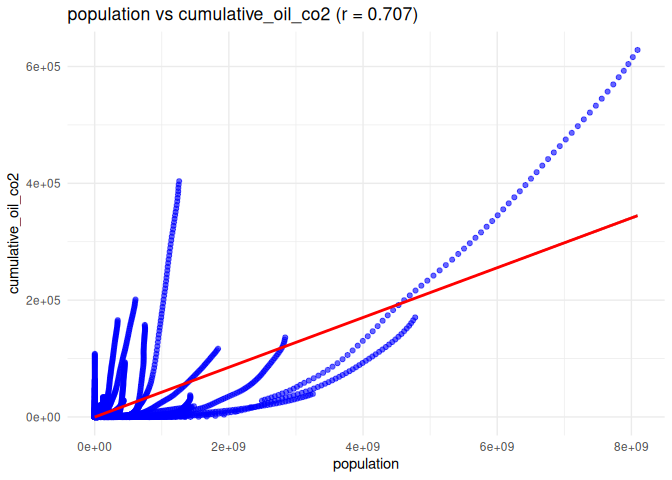 population vs cumulative_oil_co2 (r = 0.707)
cumulative_oil_co2
6e+05
4e+05
2e+05
0e+00
0e+00 2e+09 4e+09 6e+09 8e+09
population